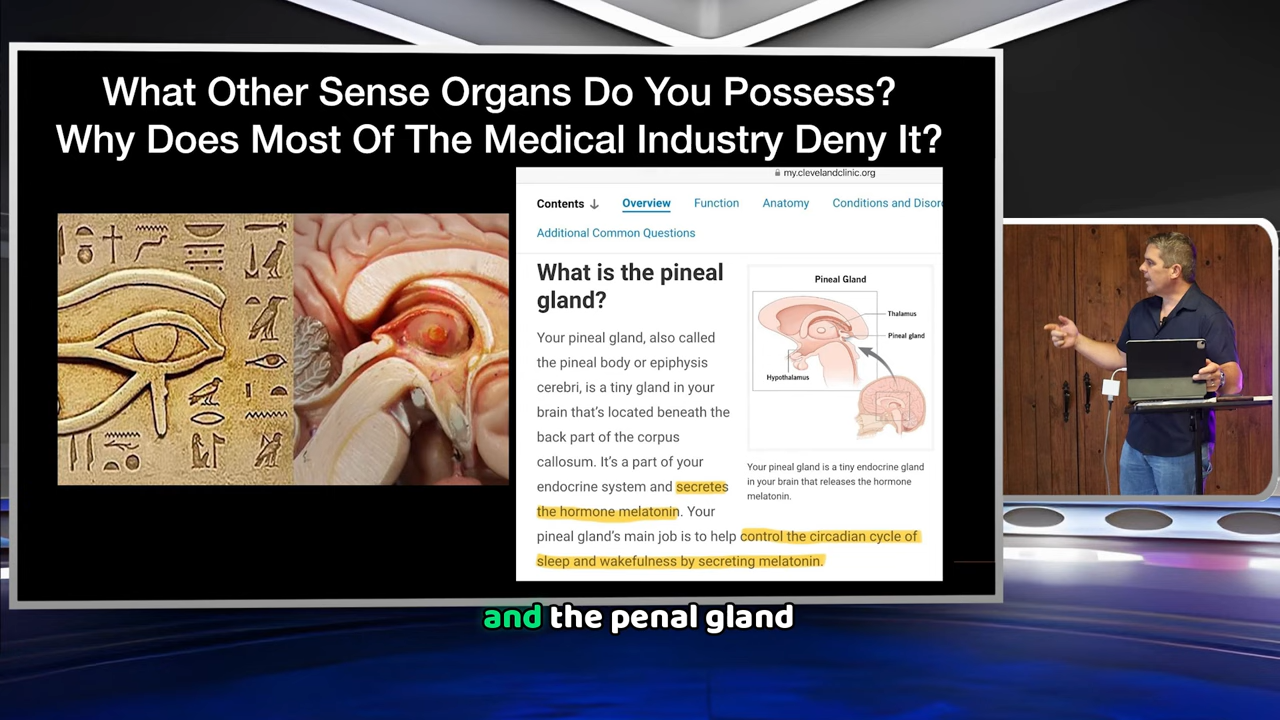 What Other Sense Organs Do You Possess?
Why Does Most Of The Medical Industry Deny It?
my.clevelandclinic.org
Contents ↓ Overview Function Anatomy Conditions and Disor
Additional Common Questions
What is the pineal
gland?
Your pineal gland, also called
the pineal body or epiphysis
cerebri, is a tiny gland in your
brain that's located beneath the
back part of the corpus
callosum. It's a part of your
endocrine system and secretes
the hormone melatonin. Your
pineal gland's main job is to help control the circadian cycle of
sleep and wakefulness by secreting melatonin.
Pineal Gland
Thalamus
Pineal gland
Hypothalamus
Your pineal gland is a tiny endocrine gland
in your brain that releases the hormone
melatonin.
and the penal gland